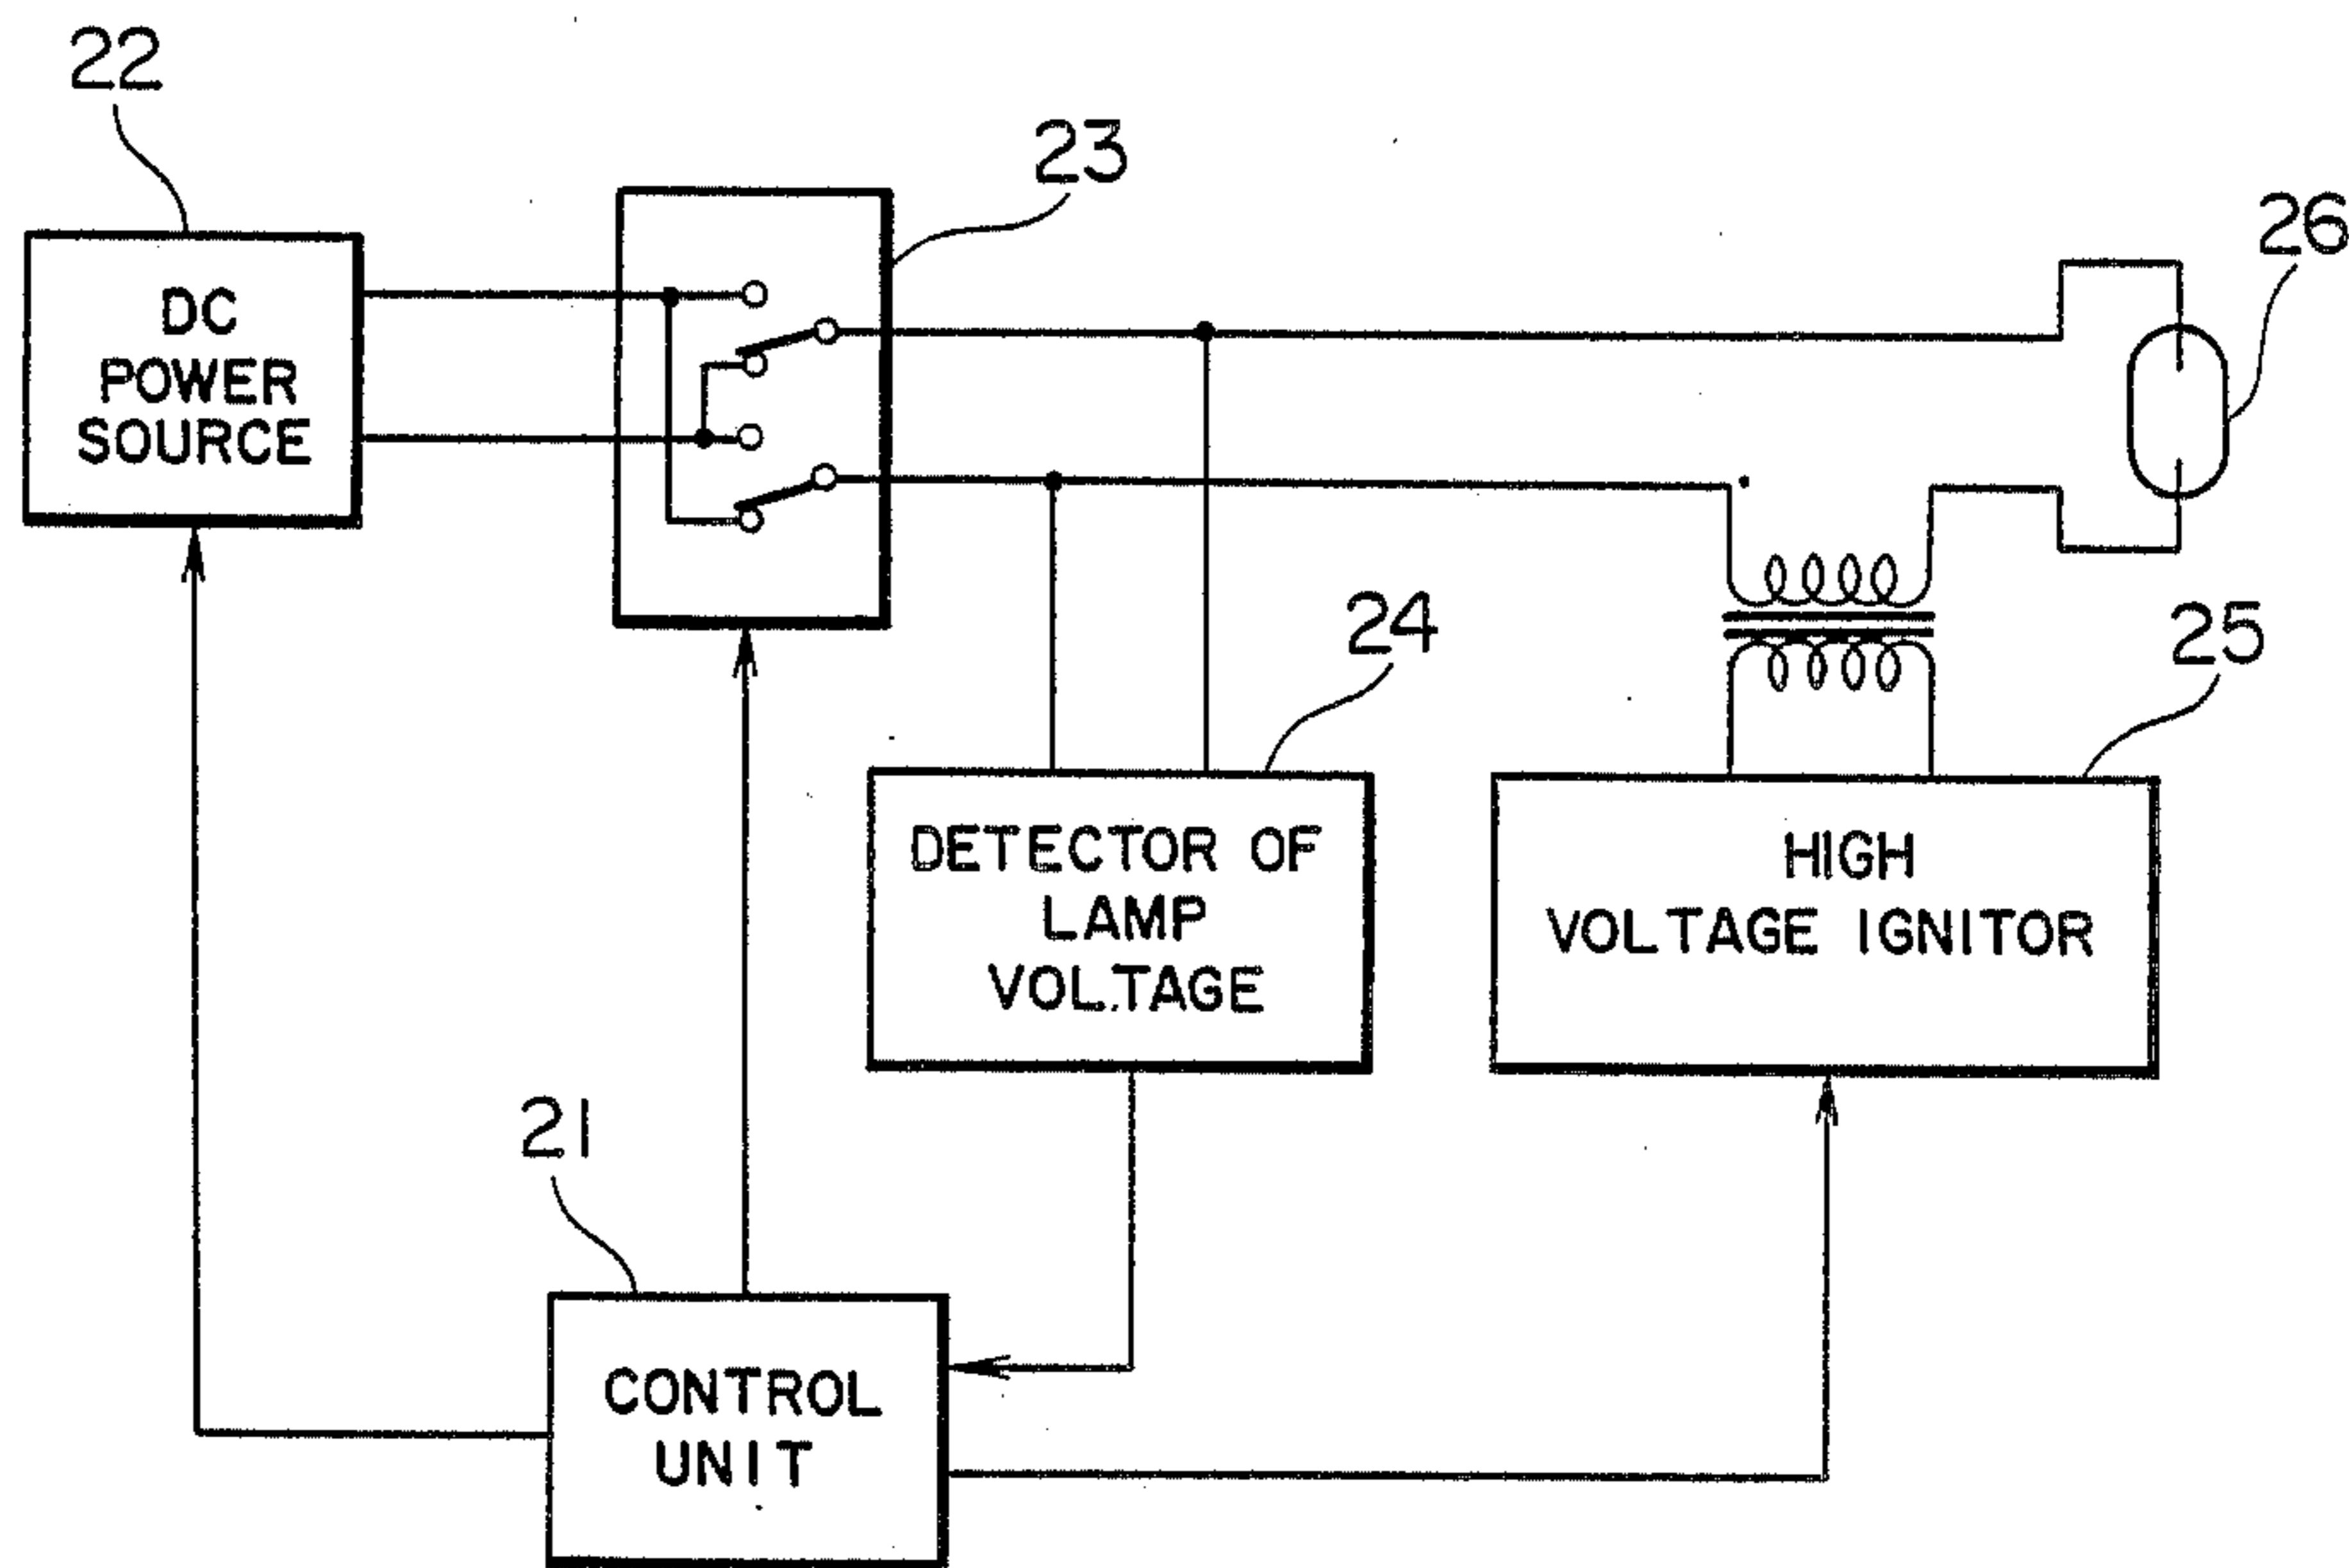 22
23
26
DC
POWER
SOURCE
24
25
DETECTOR OF
LAMP
VOLTAGE
HIGH
VOLTAGE IGNITOR
21
CONTROL
UNIT